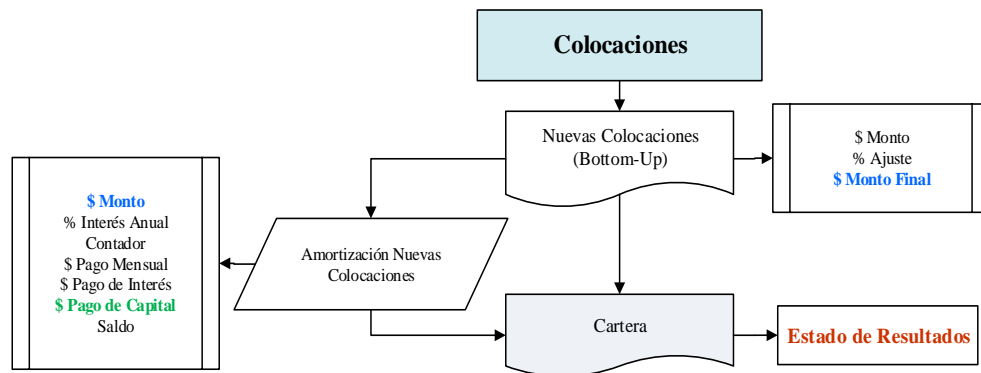 Colocaciones
Nuevas Colocaciones
(Bottom-Up)
$ Monto
% Ajuste
$ Monto Final
$ Monto
% Interés Anual
Contador
$ Pago Mensual
$ Pago de Interés
$ Pago de Capital
Saldo
Amortización Nuevas
Colocaciones
Cartera
Estado de Resultados